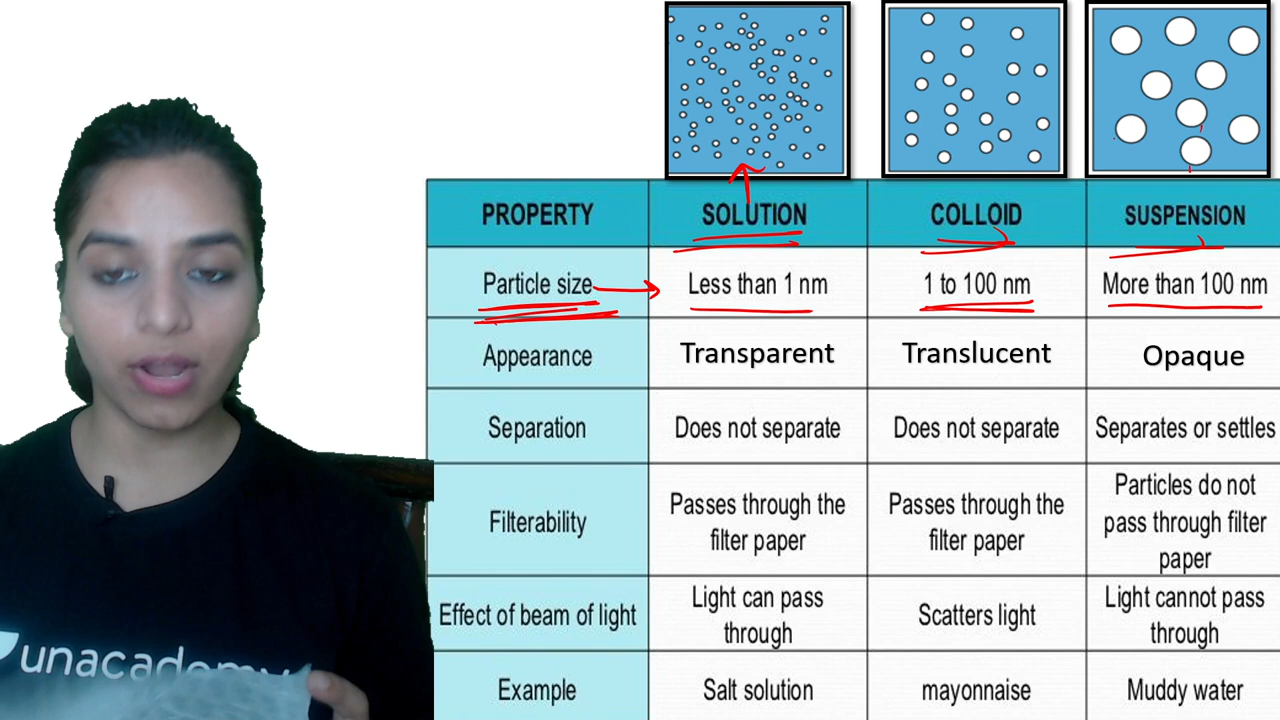 PROPERTY SOLUTION COLLOID SUSPENSION
Particle size Less than 1 nm 1 to 100 nm More than 100 nm
Appearance Transparent Translucent Opaque
Separation Does not separate Does not separate Separates or settles
Filterability Passes through the filter paper Passes through the filter paper Particles do not pass through filter paper
Effect of beam of light Light can pass through Scatters light Light cannot pass through
Example Salt solution mayonnaise Muddy water
unacademy